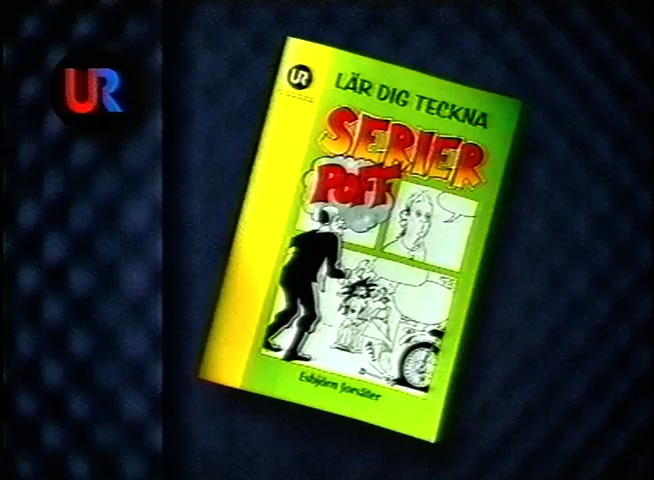 UR
UR
LÄR DIG TECKNA
SERIER
POFF
Esbjörn Jorsäter